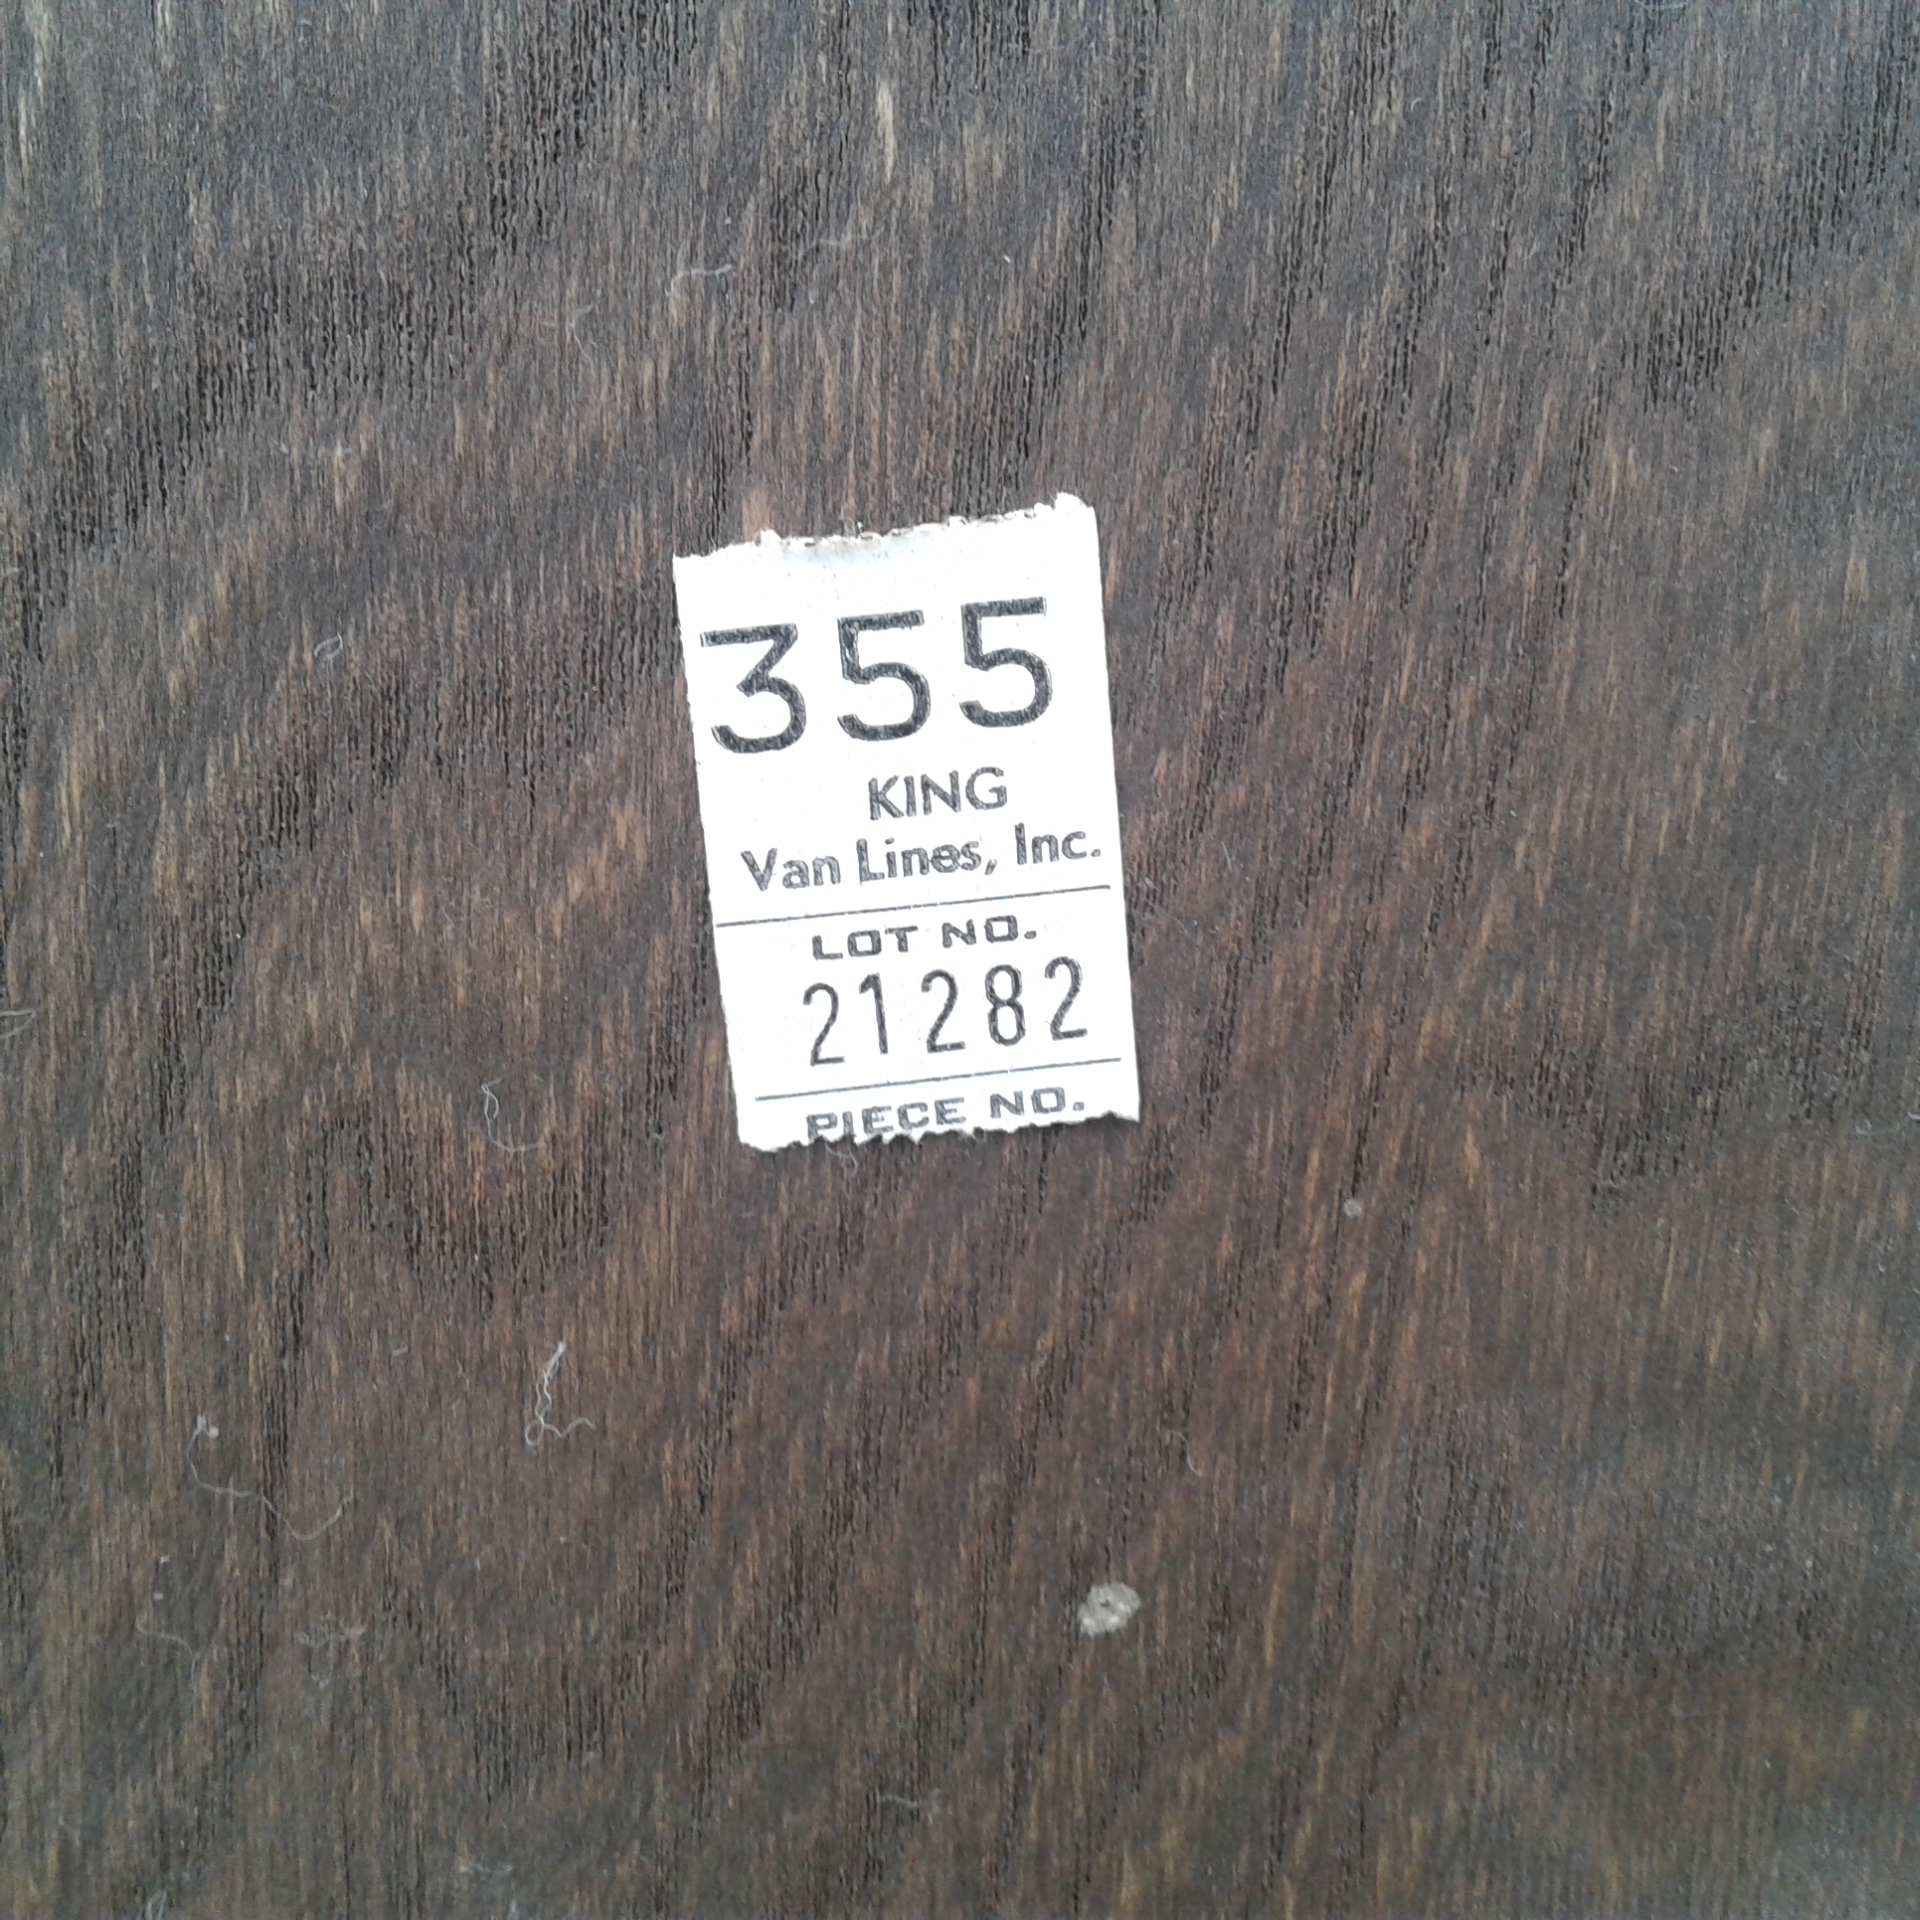 355
KING
Van Lines, Inc.
LOT NO.
21282
PIECE NO.